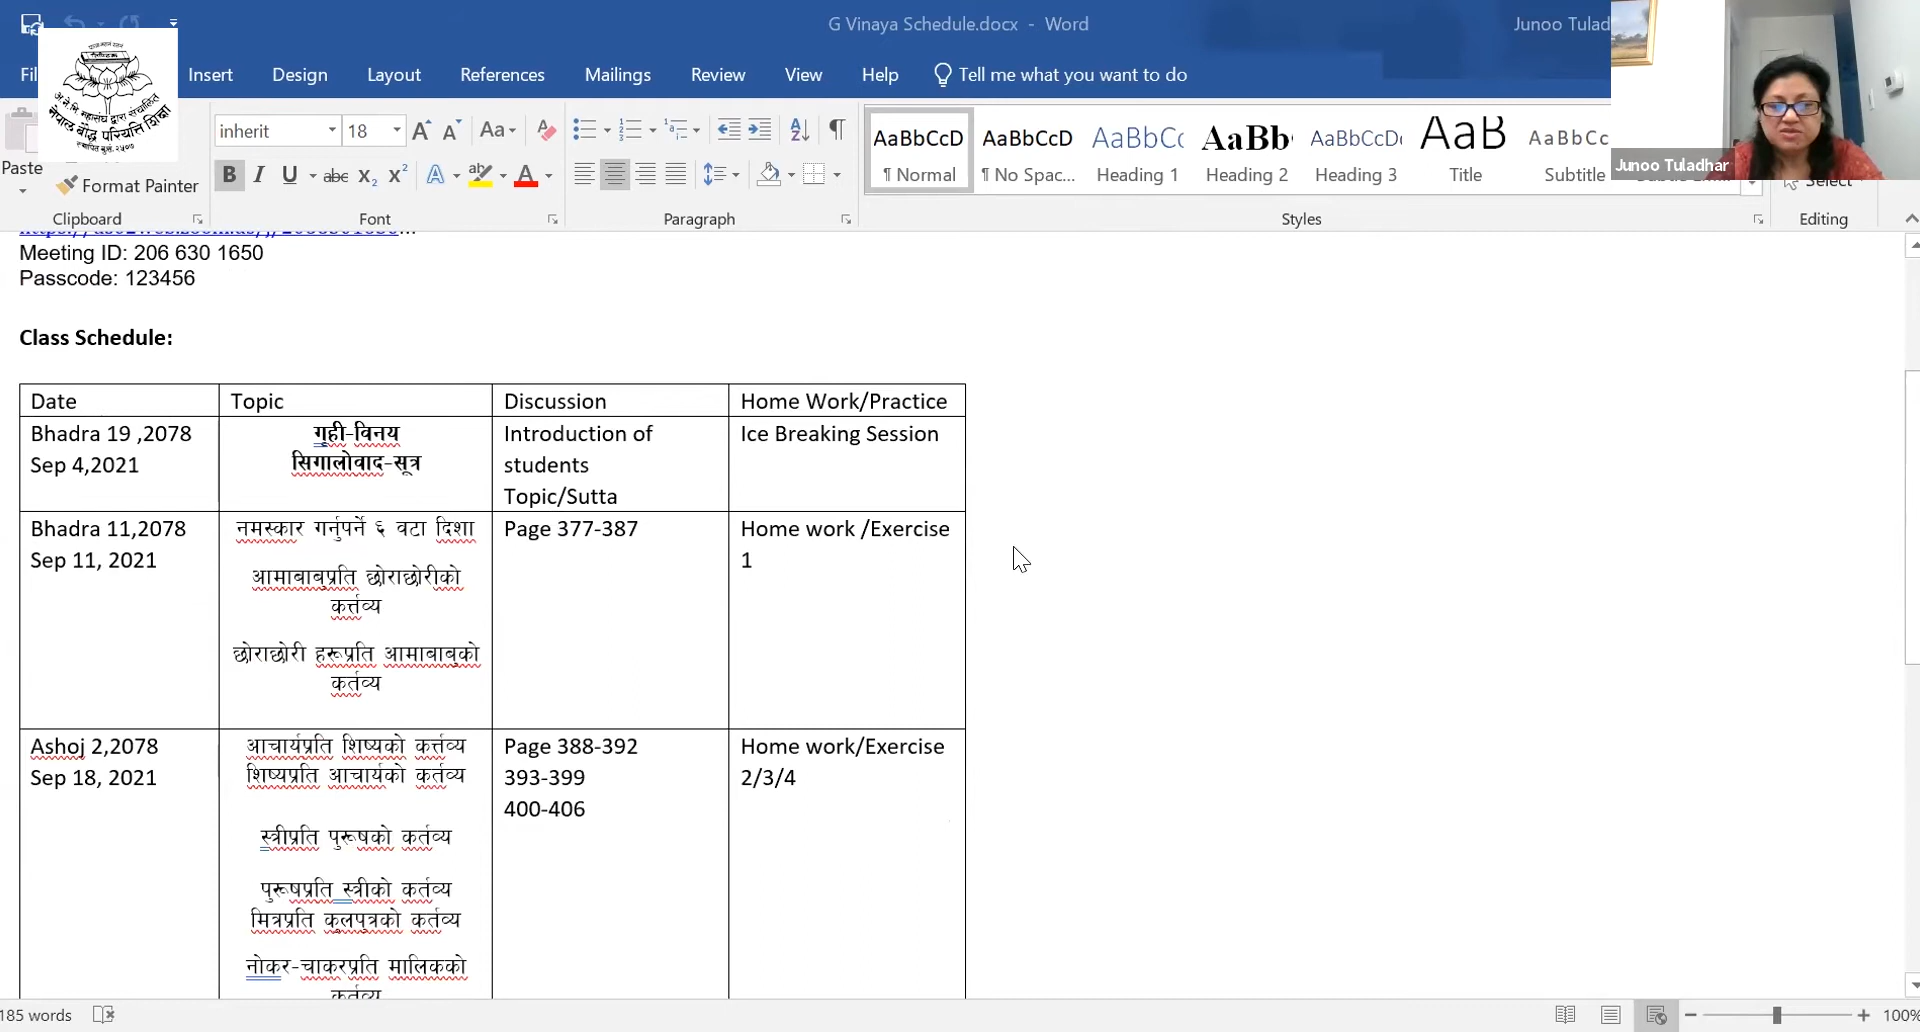 G Vinaya Schedule.docx - Word
Junoo Tulad
Insert
Design
Layout
References
Mailings
Review
View
Help
Tell me what you want to do
अ.ने.भि. महासंघ द्वारा संचालित
नेपाल बौद्ध परियत्ति शिक्षा
inherit
18
Aa
AaBbCcD
AaBbCcD
AaBbCc
AaBb
AaBbCcD
AaB
AaBbCcD
Paste
Format Painter
¶ Normal
¶ No Spac...
Heading 1
Heading 2
Heading 3
Title
Subtitle
Junoo Tuladhar
Select
Clipboard
Font
Paragraph
Styles
Editing
Meeting ID: 206 630 1650
Passcode: 123456
Class Schedule:
Date
Topic
Discussion
Home Work/Practice
Bhadra 19 ,2078
Sep 4,2021
गृही-विनय
सिगालोवाद-सूत्र
Introduction of
students
Topic/Sutta
Ice Breaking Session
Bhadra 11,2078
Sep 11, 2021
नमस्कार गर्नुपर्ने ६ वटा दिशा
आमाबाबुप्रति छोराछोरीको
कर्त्तव्य
छोराछोरी हरूप्रति आमाबाबुको
कर्तव्य
Page 377-387
Home work /Exercise
1
Ashoj 2,2078
Sep 18, 2021
आचार्यप्रति शिष्यको कर्त्तव्य
शिष्यप्रति आचार्यको कर्तव्य
स्त्रीप्रति पुरूषको कर्तव्य
पुरूषप्रति स्त्रीको कर्तव्य
मित्रप्रति कुलपुत्रको कर्तव्य
नोकर-चाकरप्रति मालिकको
कर्तव्य
Page 388-392
393-399
400-406
Home work/Exercise
2/3/4
185 words
100%